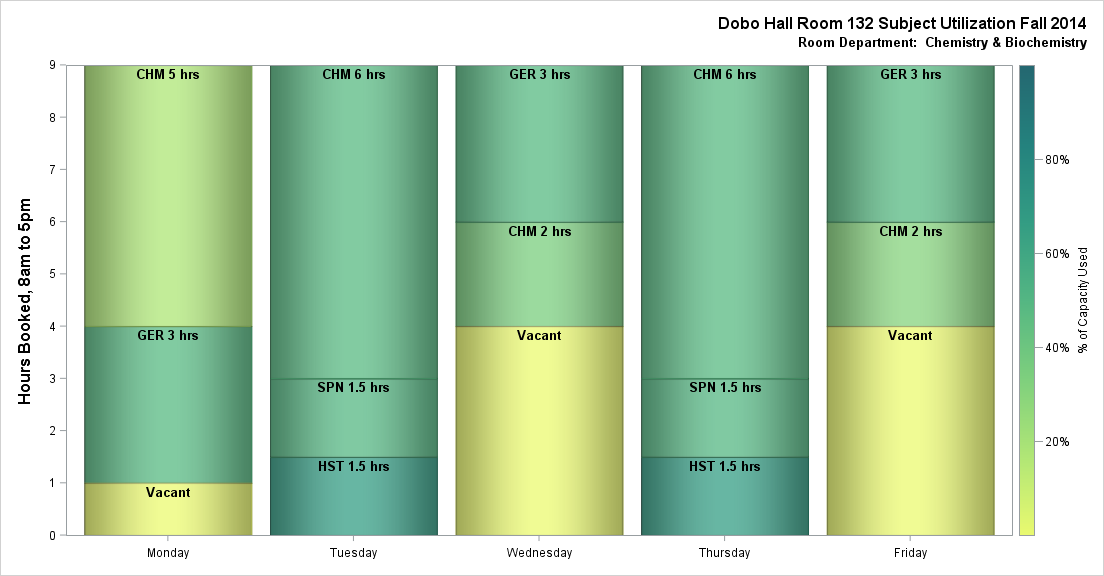 Dobo Hall Room 132 Subject Utilization Fall 2014
Room Department:  Chemistry & Biochemistry
Hours Booked, 8am to 5pm
9
8
7
6
5
4
3
2
1
0
CHM 5 hrs
GER 3 hrs
Vacant
CHM 6 hrs
SPN 1.5 hrs
HST 1.5 hrs
GER 3 hrs
CHM 2 hrs
Vacant
CHM 6 hrs
SPN 1.5 hrs
HST 1.5 hrs
GER 3 hrs
CHM 2 hrs
Vacant
Monday
Tuesday
Wednesday
Thursday
Friday
80%
60%
40%
20%
% of Capacity Used